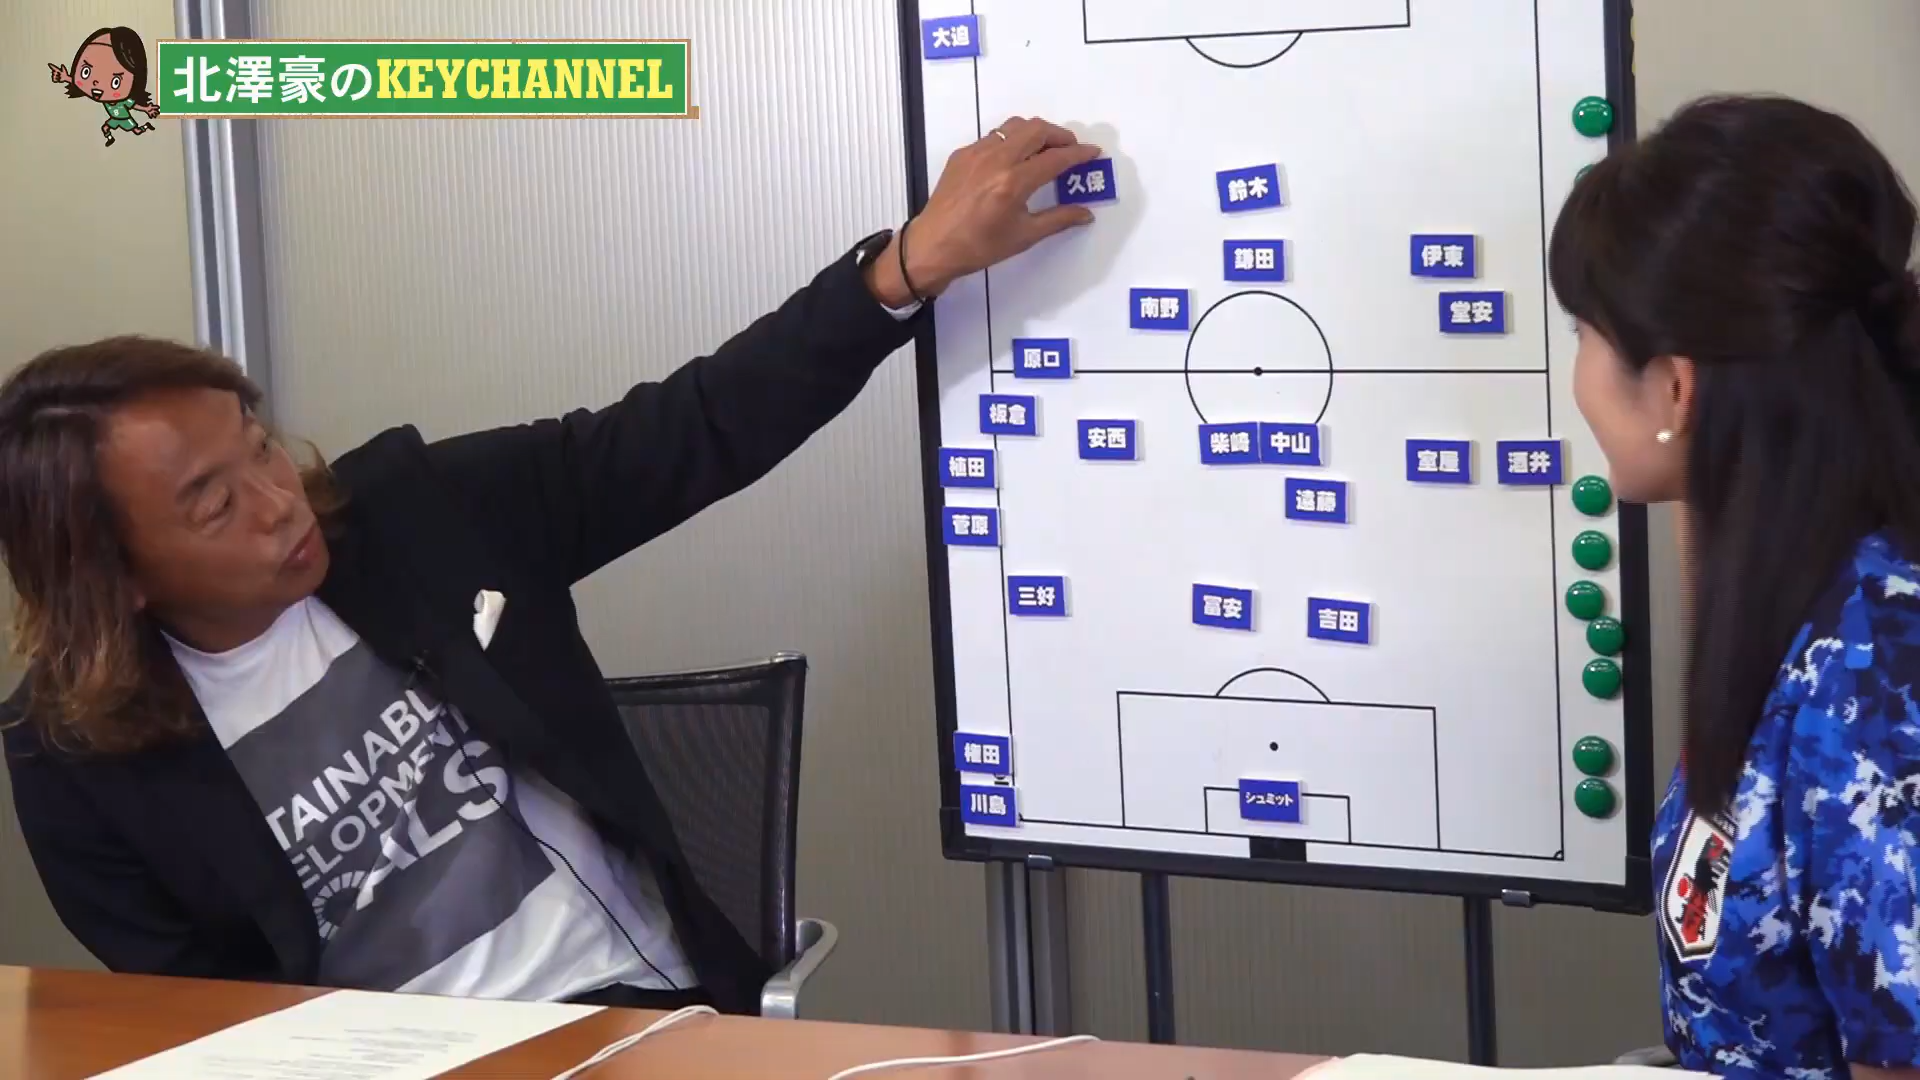 北澤豪のKEYCHANNEL
大迫
久保
鈴木
鎌田
伊東
南野
堂安
原口
板倉
安西
柴崎
中山
室屋
酒井
植田
遠藤
菅原
三好
冨安
吉田
権田
川島
シュミット
TAINABL
ELOPMENT
ALS